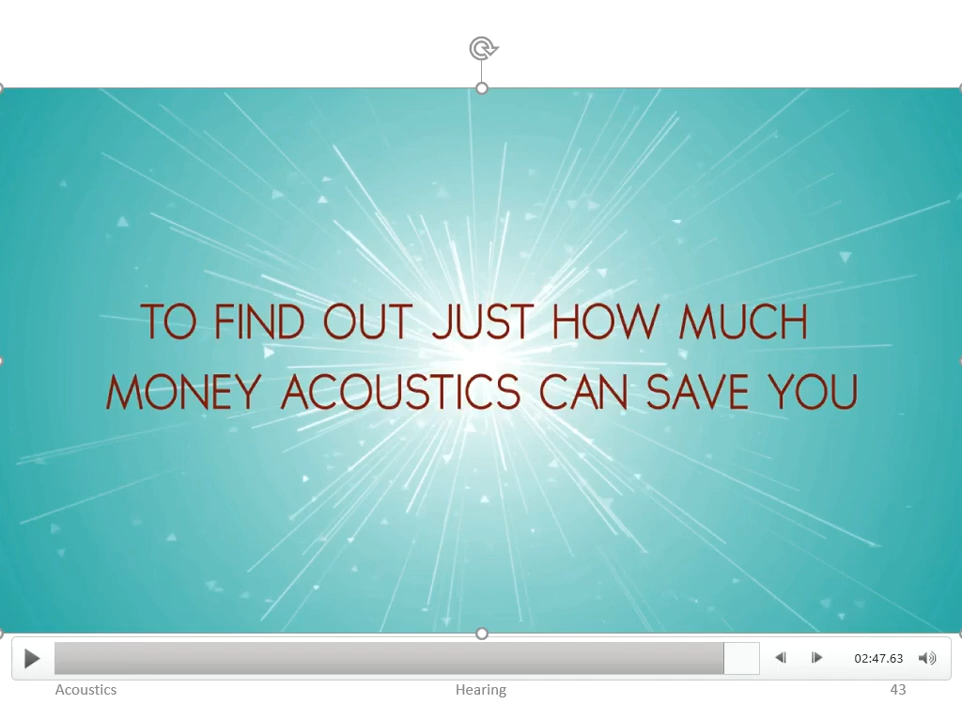 TO FIND OUT JUST HOW MUCH
MONEY ACOUSTICS CAN SAVE YOU
02:47.63
Acoustics Hearing 43